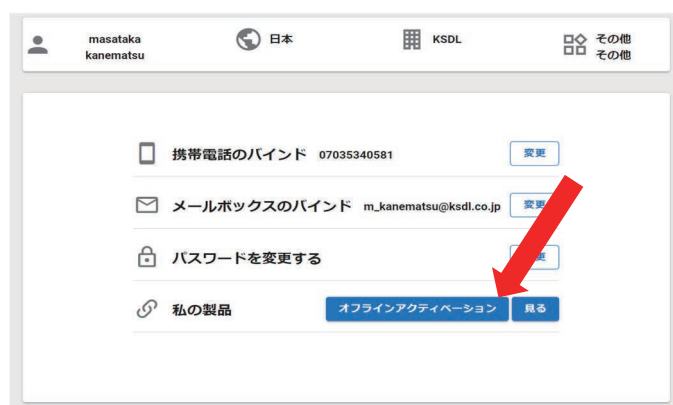 masataka
kanematsu
日本
KSDL
その他
その他
携帯電話のバインド 07035340581 変更
メールボックスのバインド m_kanematsu@ksdl.co.jp 変更
パスワードを変更する 変更
私の製品 オフラインアクティベーション 見る